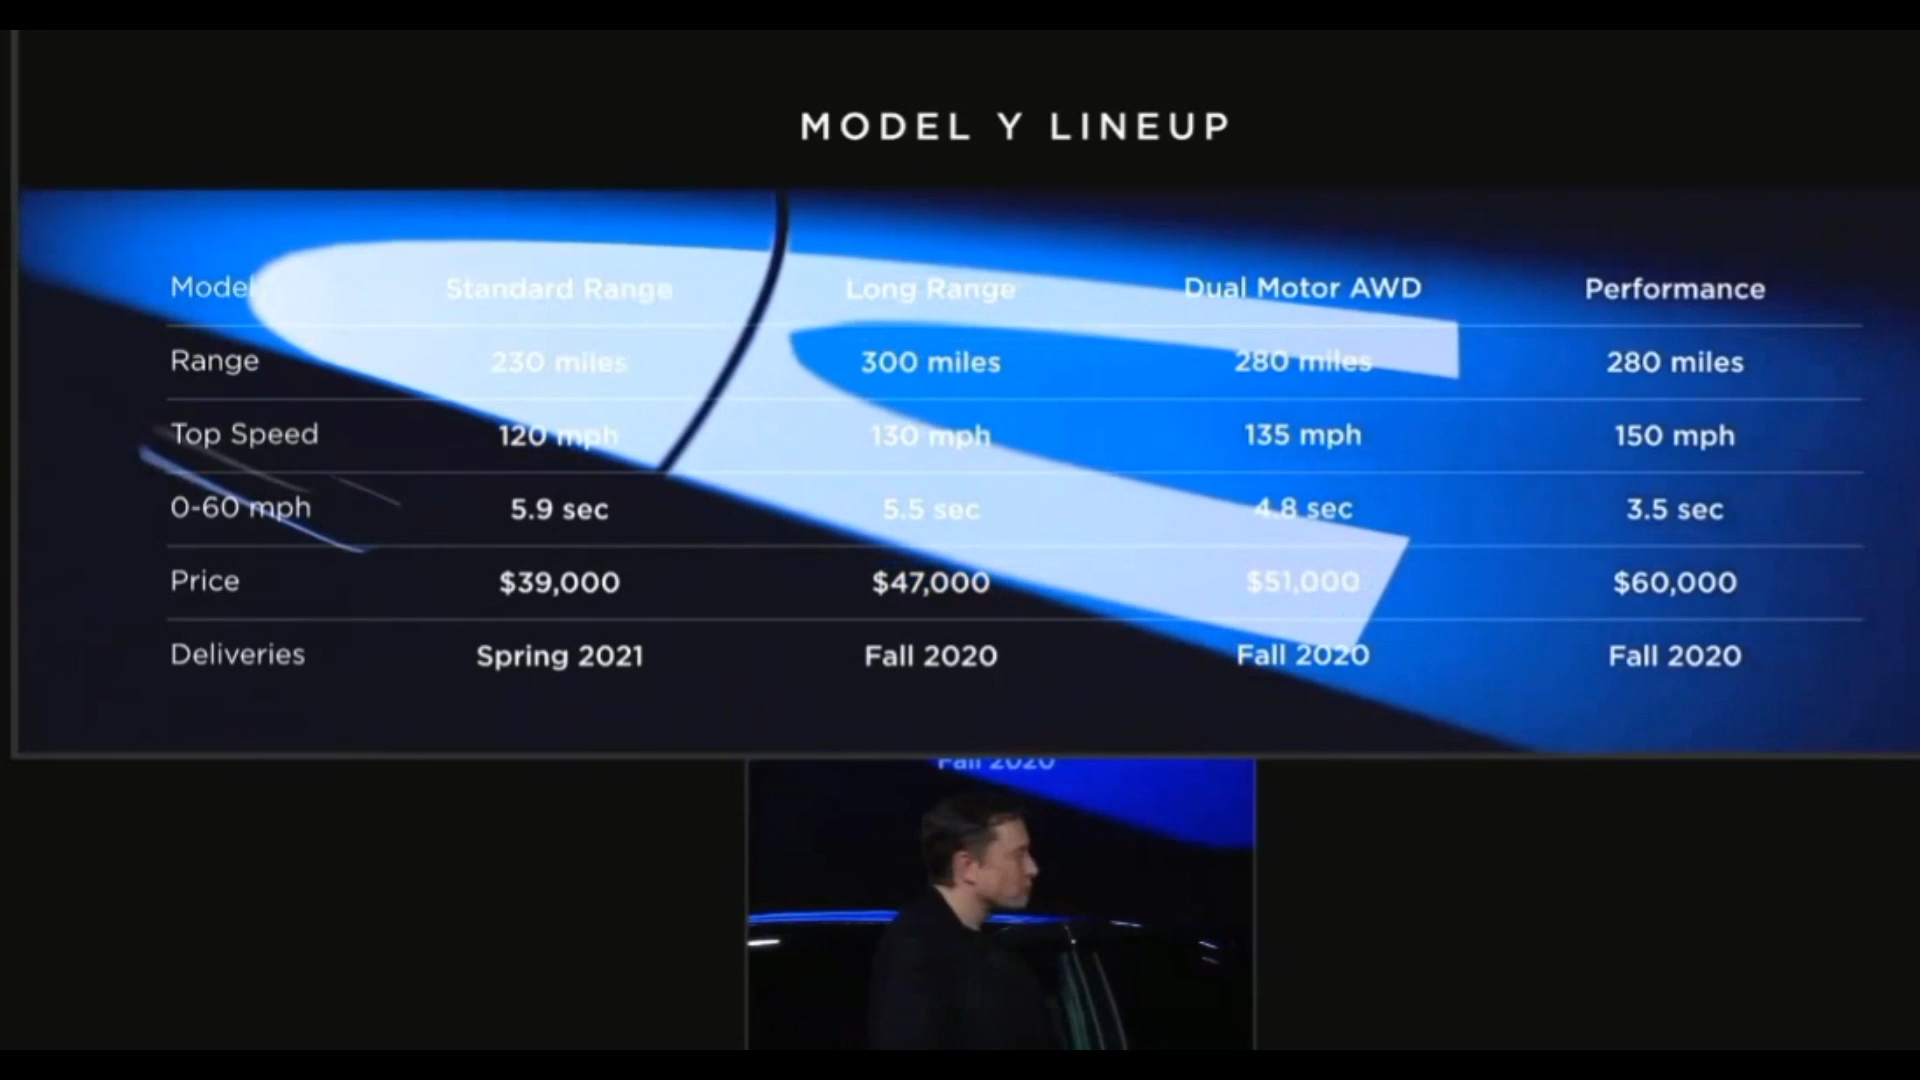 MODEL Y LINEUP
Model Standard Range Long Range Dual Motor AWD Performance
Range 230 miles 300 miles 280 miles 280 miles
Top Speed 120 mph 130 mph 135 mph 150 mph
0-60 mph 5.9 sec 5.5 sec 4.8 sec 3.5 sec
Price $39,000 $47,000 $51,000 $60,000
Deliveries Spring 2021 Fall 2020 Fall 2020 Fall 2020
Fall 2020